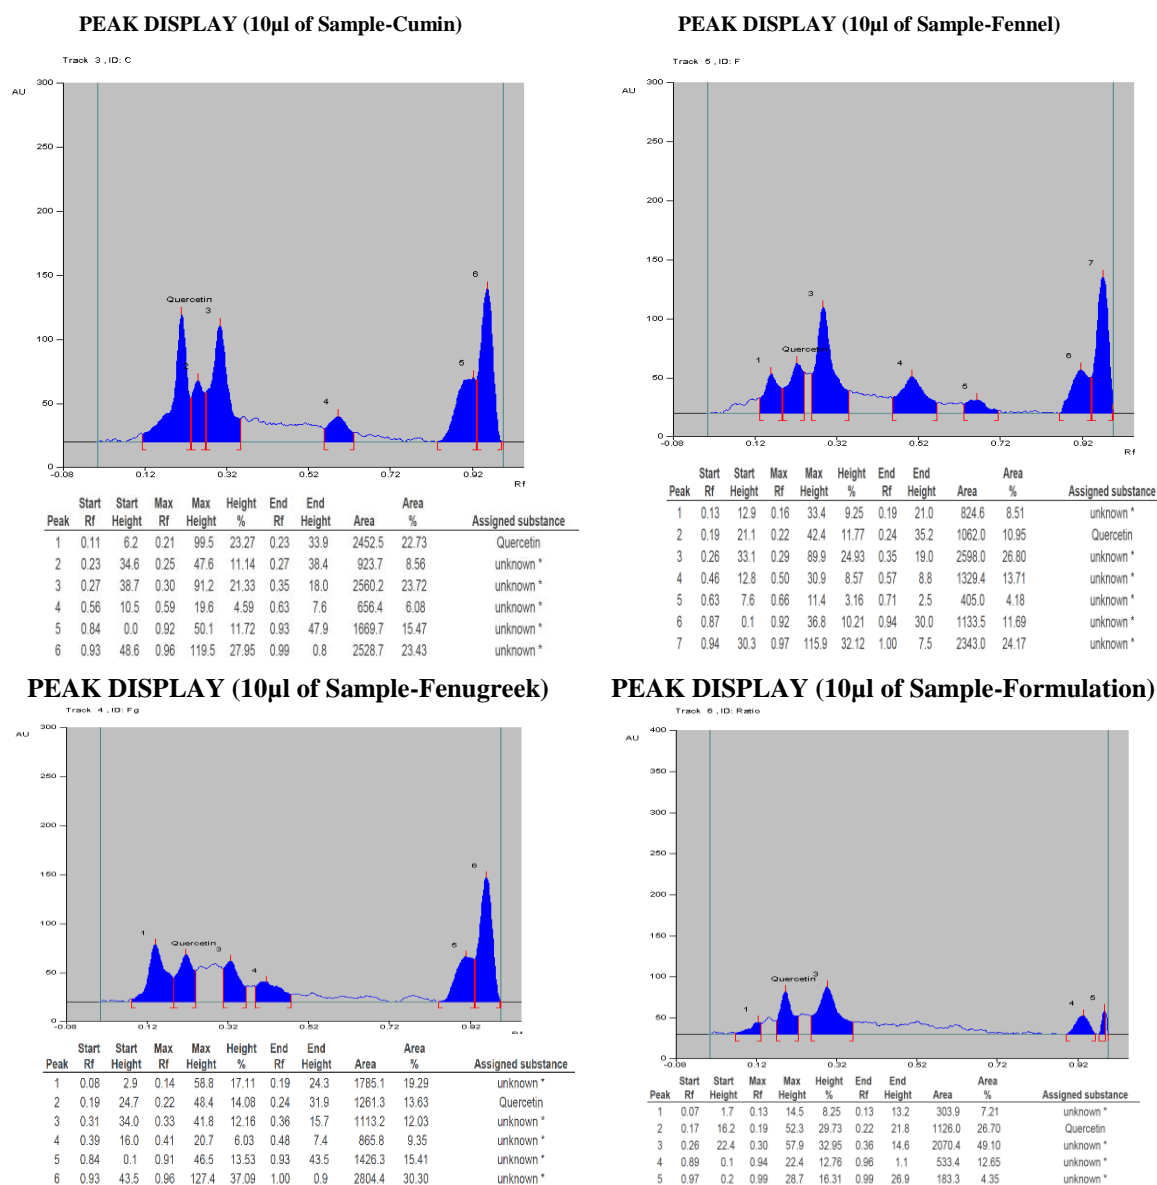 PEAK DISPLAY (10µl of Sample-Cumin)
Track 3 , ID: C
AU
300
250
200
150
100
50
0
-0.08 0.12 0.32 0.52 0.72 0.92
Rf
Quercetin
2
3
4
5
6
Peak Start Rf Start Height Max Rf Max Height Height % End Rf End Height Area Area % Assigned substance
1 0.11 6.2 0.21 99.5 23.27 0.23 33.9 2452.5 22.73 Quercetin
2 0.23 34.6 0.25 47.6 11.14 0.27 38.4 923.7 8.56 unknown *
3 0.27 38.7 0.30 91.2 21.33 0.35 18.0 2560.2 23.72 unknown *
4 0.56 10.5 0.59 19.6 4.59 0.63 7.6 656.4 6.08 unknown *
5 0.84 0.0 0.92 50.1 11.72 0.93 47.9 1669.7 15.47 unknown *
6 0.93 48.6 0.96 119.5 27.95 0.99 0.8 2528.7 23.43 unknown *
PEAK DISPLAY (10µl of Sample-Fennel)
Track 5 , ID: F
AU
300
250
200
150
100
50
0
-0.08 0.12 0.32 0.52 0.72 0.92
Rf
1
Quercetin
3
4
5
6
7
Peak Start Rf Start Height Max Rf Max Height Height % End Rf End Height Area Area % Assigned substance
1 0.13 12.9 0.16 33.4 9.25 0.19 21.0 824.6 8.51 unknown *
2 0.19 21.1 0.22 42.4 11.77 0.24 35.2 1062.0 10.95 Quercetin
3 0.26 33.1 0.29 89.9 24.93 0.35 19.0 2598.0 26.80 unknown *
4 0.46 12.8 0.50 30.9 8.57 0.57 8.8 1329.4 13.71 unknown *
5 0.63 7.6 0.66 11.4 3.16 0.71 2.5 405.0 4.18 unknown *
6 0.87 0.1 0.92 36.8 10.21 0.94 30.0 1133.5 11.69 unknown *
7 0.94 30.3 0.97 115.9 32.12 1.00 7.5 2343.0 24.17 unknown *
PEAK DISPLAY (10µl of Sample-Fenugreek)
Track 4 , ID: Fg
AU
300
250
200
150
100
50
0
-0.08 0.12 0.32 0.52 0.72 0.92
1
Quercetin
3
4
5
6
Peak Start Rf Start Height Max Rf Max Height Height % End Rf End Height Area Area % Assigned substance
1 0.08 2.9 0.14 58.8 17.11 0.19 24.3 1785.1 19.29 unknown *
2 0.19 24.7 0.22 48.4 14.08 0.24 31.9 1261.3 13.63 Quercetin
3 0.31 34.0 0.33 41.8 12.16 0.36 15.7 1113.2 12.03 unknown *
4 0.39 16.0 0.41 20.7 6.03 0.48 7.4 865.8 9.35 unknown *
5 0.84 0.1 0.91 46.5 13.53 0.93 43.5 1426.3 15.41 unknown *
6 0.93 43.5 0.96 127.4 37.09 1.00 0.9 2804.4 30.30 unknown *
PEAK DISPLAY (10µl of Sample-Formulation)
Track 6 , ID: Ratio
AU
400
350
300
250
200
150
100
50
0
-0.08 0.12 0.32 0.52 0.72 0.92
1
Quercetin
3
4
5
Peak Start Rf Start Height Max Rf Max Height Height % End Rf End Height Area Area % Assigned substance
1 0.07 1.7 0.13 14.5 8.25 0.13 13.2 303.9 7.21 unknown *
2 0.17 16.2 0.19 52.3 29.73 0.22 21.8 1126.0 26.70 Quercetin
3 0.26 22.4 0.30 57.9 32.95 0.36 14.6 2070.4 49.10 unknown *
4 0.89 0.1 0.94 22.4 12.76 0.96 1.1 533.4 12.65 unknown *
5 0.97 0.2 0.99 28.7 16.31 0.99 26.9 183.3 4.35 unknown *